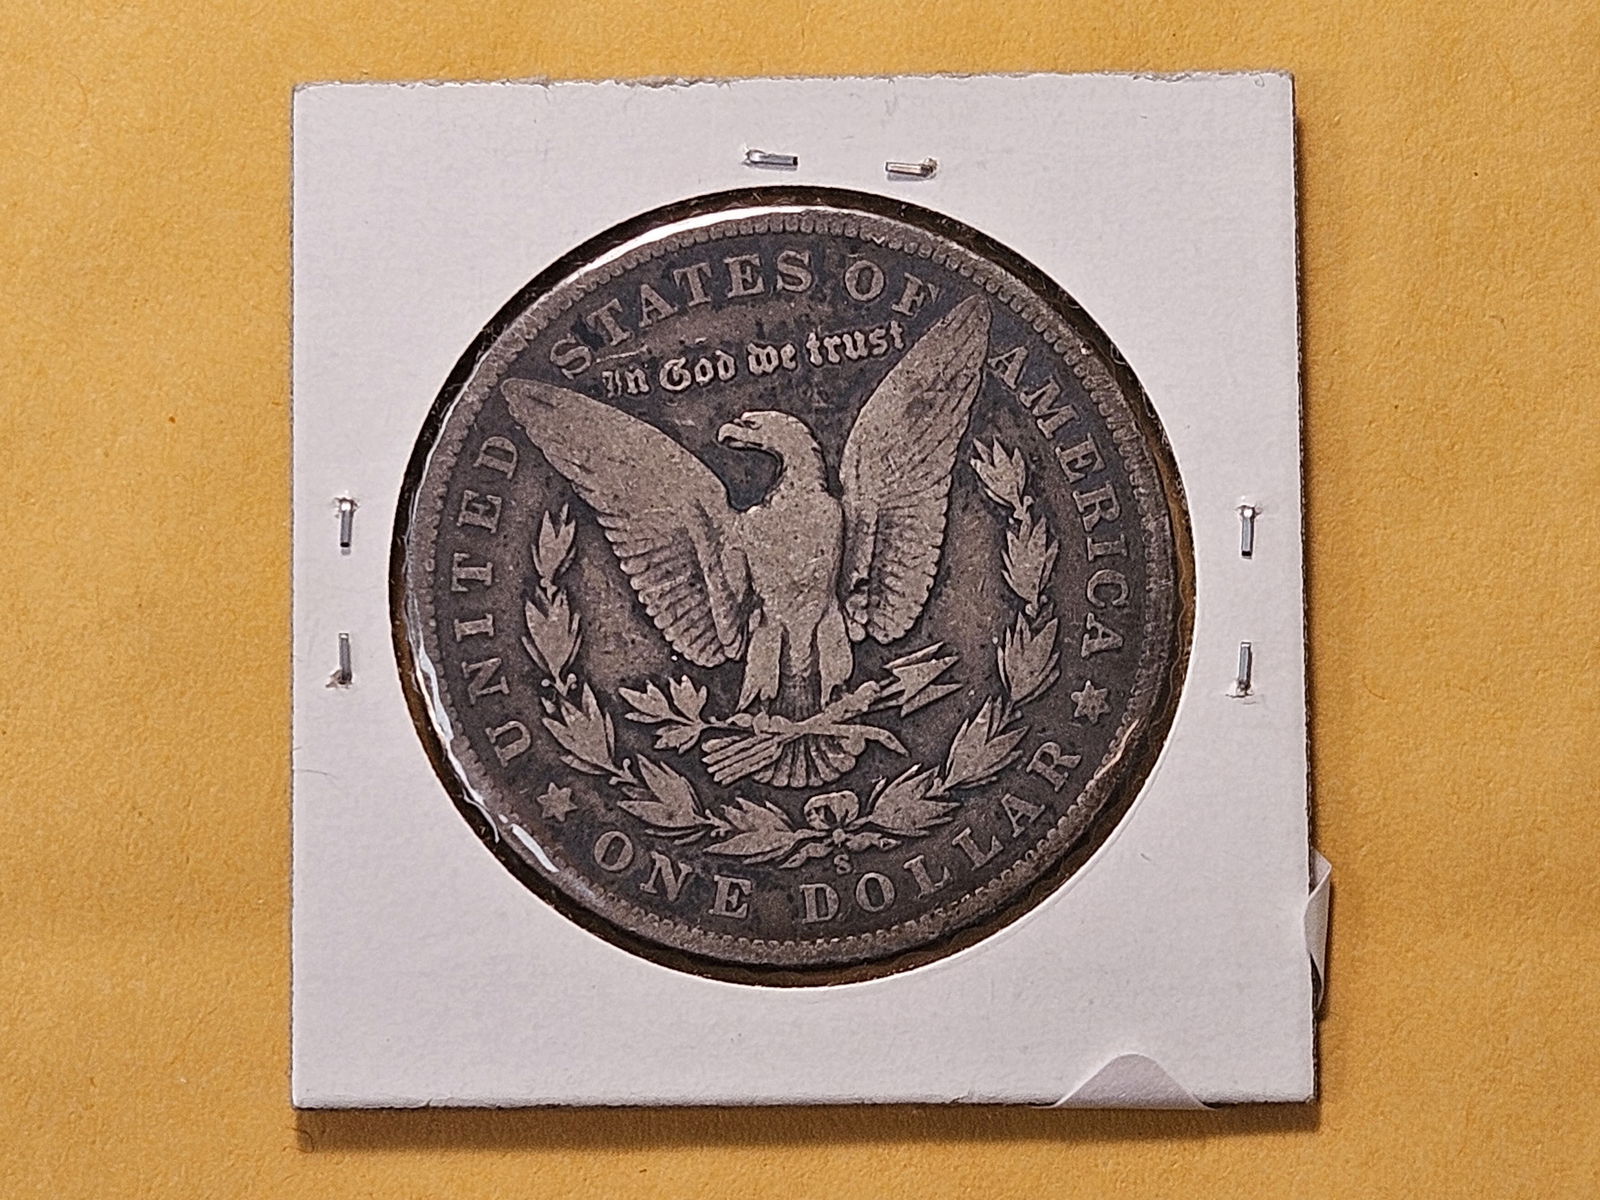 UNITED STATES OF AMERICA
In God we trust
S
ONE DOLLAR